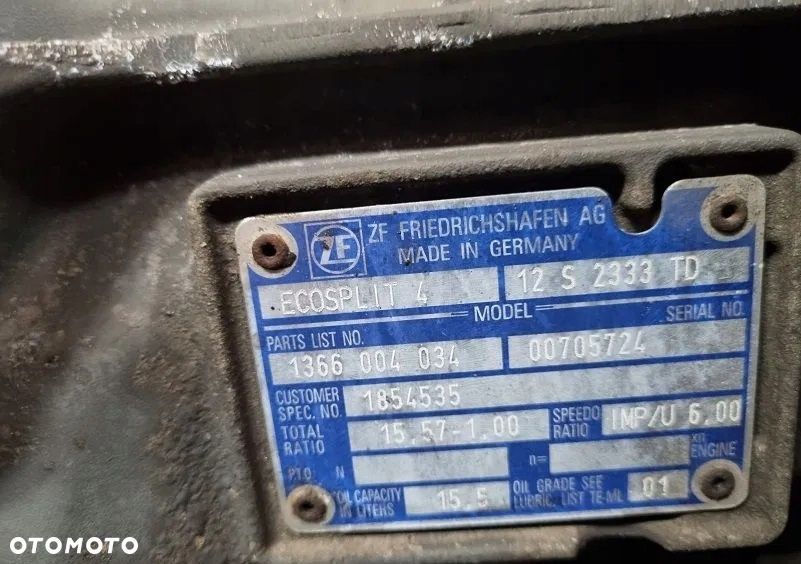 ZF ZF FRIEDRICHSHAFEN AG
MADE IN GERMANY
ECOSPLIT 4 12 S 2333 TD
MODEL
PARTS LIST NO. SERIAL NO.
1366 004 034 00705724
CUSTOMER SPEC. NO. 1854535
TOTAL RATIO 15,57-1,00 SPEEDO RATIO IMP/U 6,00
P.T.O. N n= x n ENGINE
OIL CAPACITY IN LITERS 15,5 OIL GRADE SEE LUBRIC. LIST TE-ML 01
OTOMOTO